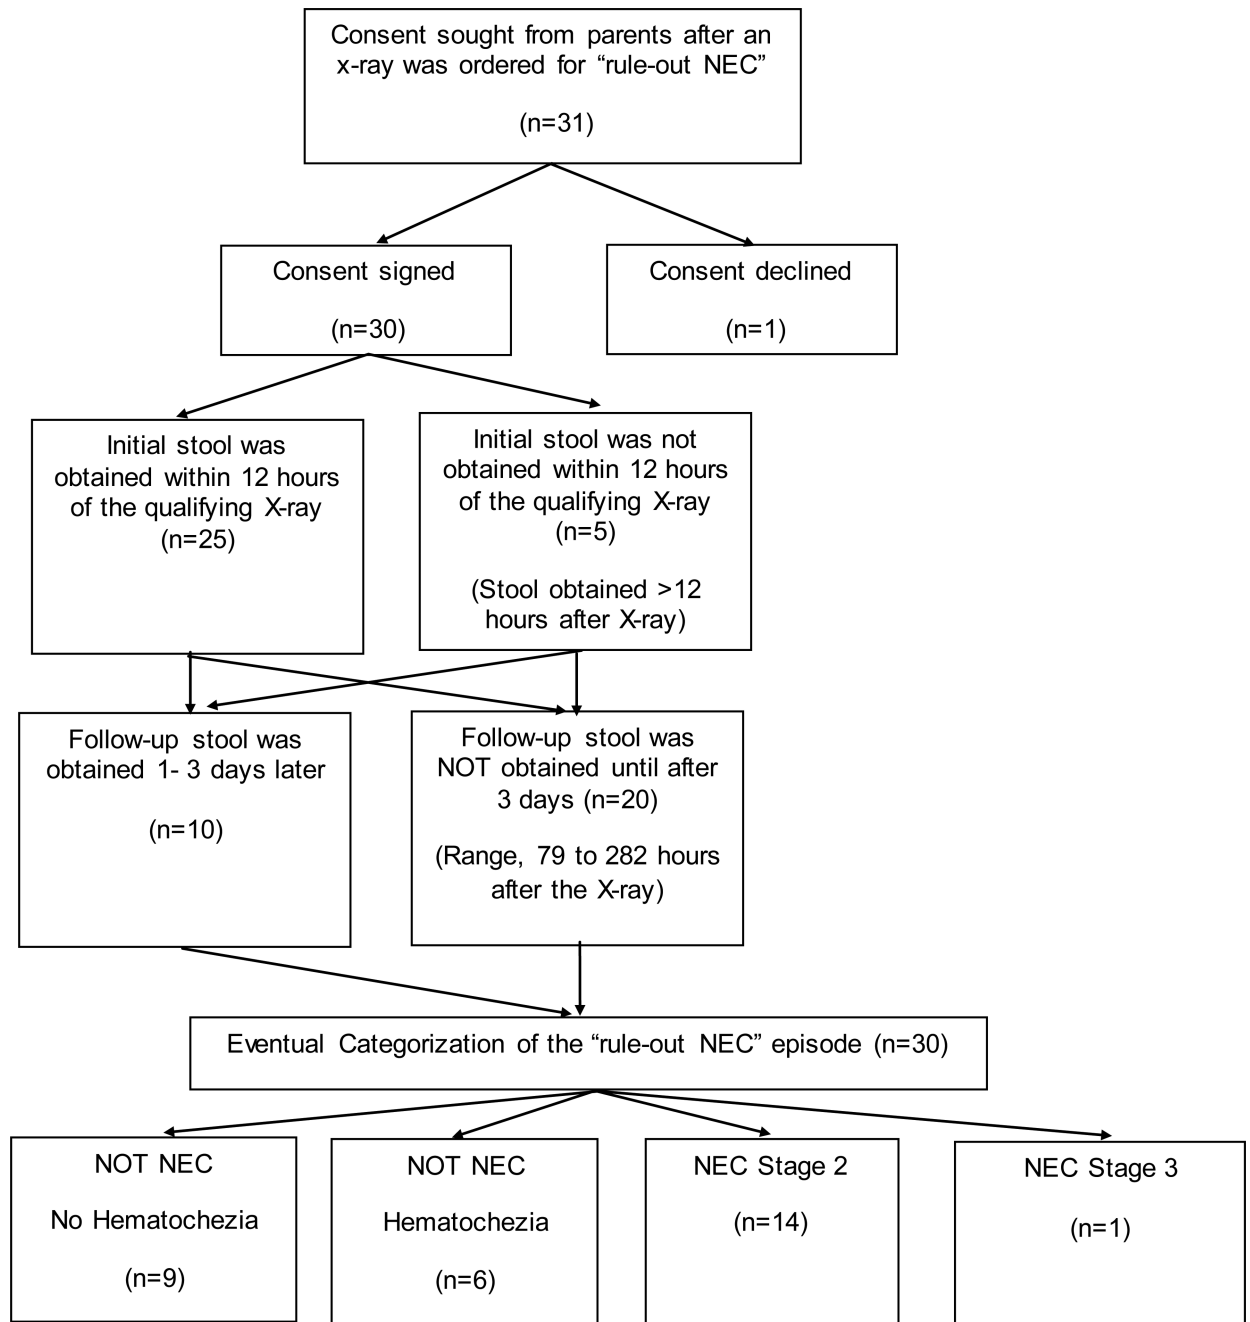 Consent sought from parents after an
x-ray was ordered for “rule-out NEC”
(n=31)
Consent signed
(n=30)
Consent declined
(n=1)
Initial stool was
obtained within 12 hours
of the qualifying X-ray
(n=25)
Initial stool was not
obtained within 12 hours
of the qualifying X-ray
(n=5)
(Stool obtained >12
hours after X-ray)
Follow-up stool was
obtained 1- 3 days later
(n=10)
Follow-up stool was
NOT obtained until after
3 days (n=20)
(Range, 79 to 282 hours
after the X-ray)
Eventual Categorization of the “rule-out NEC” episode (n=30)
NOT NEC
No Hematochezia
(n=9)
NOT NEC
Hematochezia
(n=6)
NEC Stage 2
(n=14)
NEC Stage 3
(n=1)